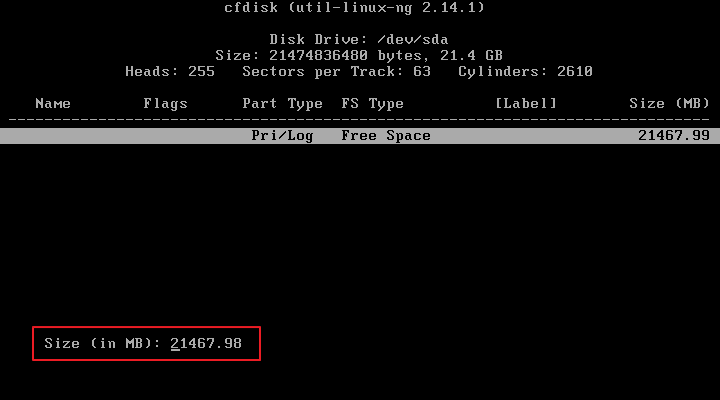 cfdisk (util-linux-ng 2.14.1)
Disk Drive: /dev/sda
Size: 21474836480 bytes, 21.4 GB
Heads: 255   Sectors per Track: 63   Cylinders: 2610
Name   Flags   Part Type   FS Type   [Label]   Size (MB)
Pri/Log   Free Space   21467.99
Size (in MB): 21467.98